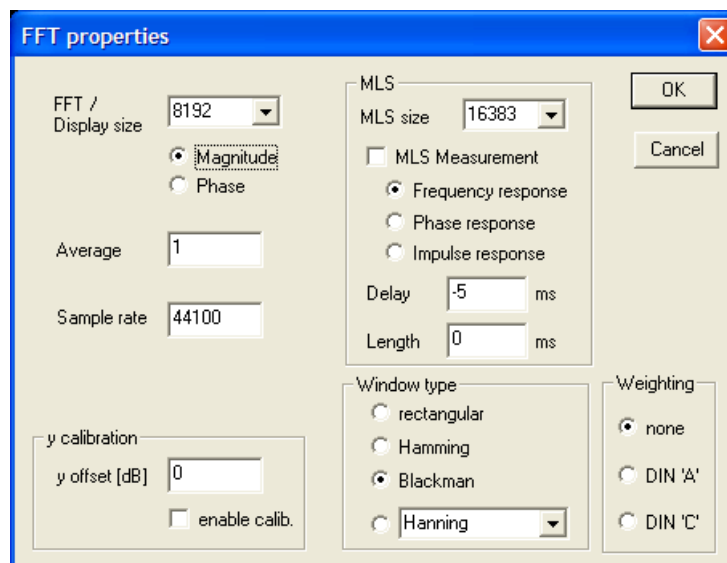 FFT properties
FFT /
Display size
8192
Magnitude
Phase
Average
1
Sample rate
44100
y calibration
y offset [dB]
0
enable calib.
MLS
MLS size
16383
MLS Measurement
Frequency response
Phase response
Impulse response
Delay
-5
ms
Length
0
ms
Window type
rectangular
Hamming
Blackman
Hanning
OK
Cancel
Weighting
none
DIN 'A'
DIN 'C'